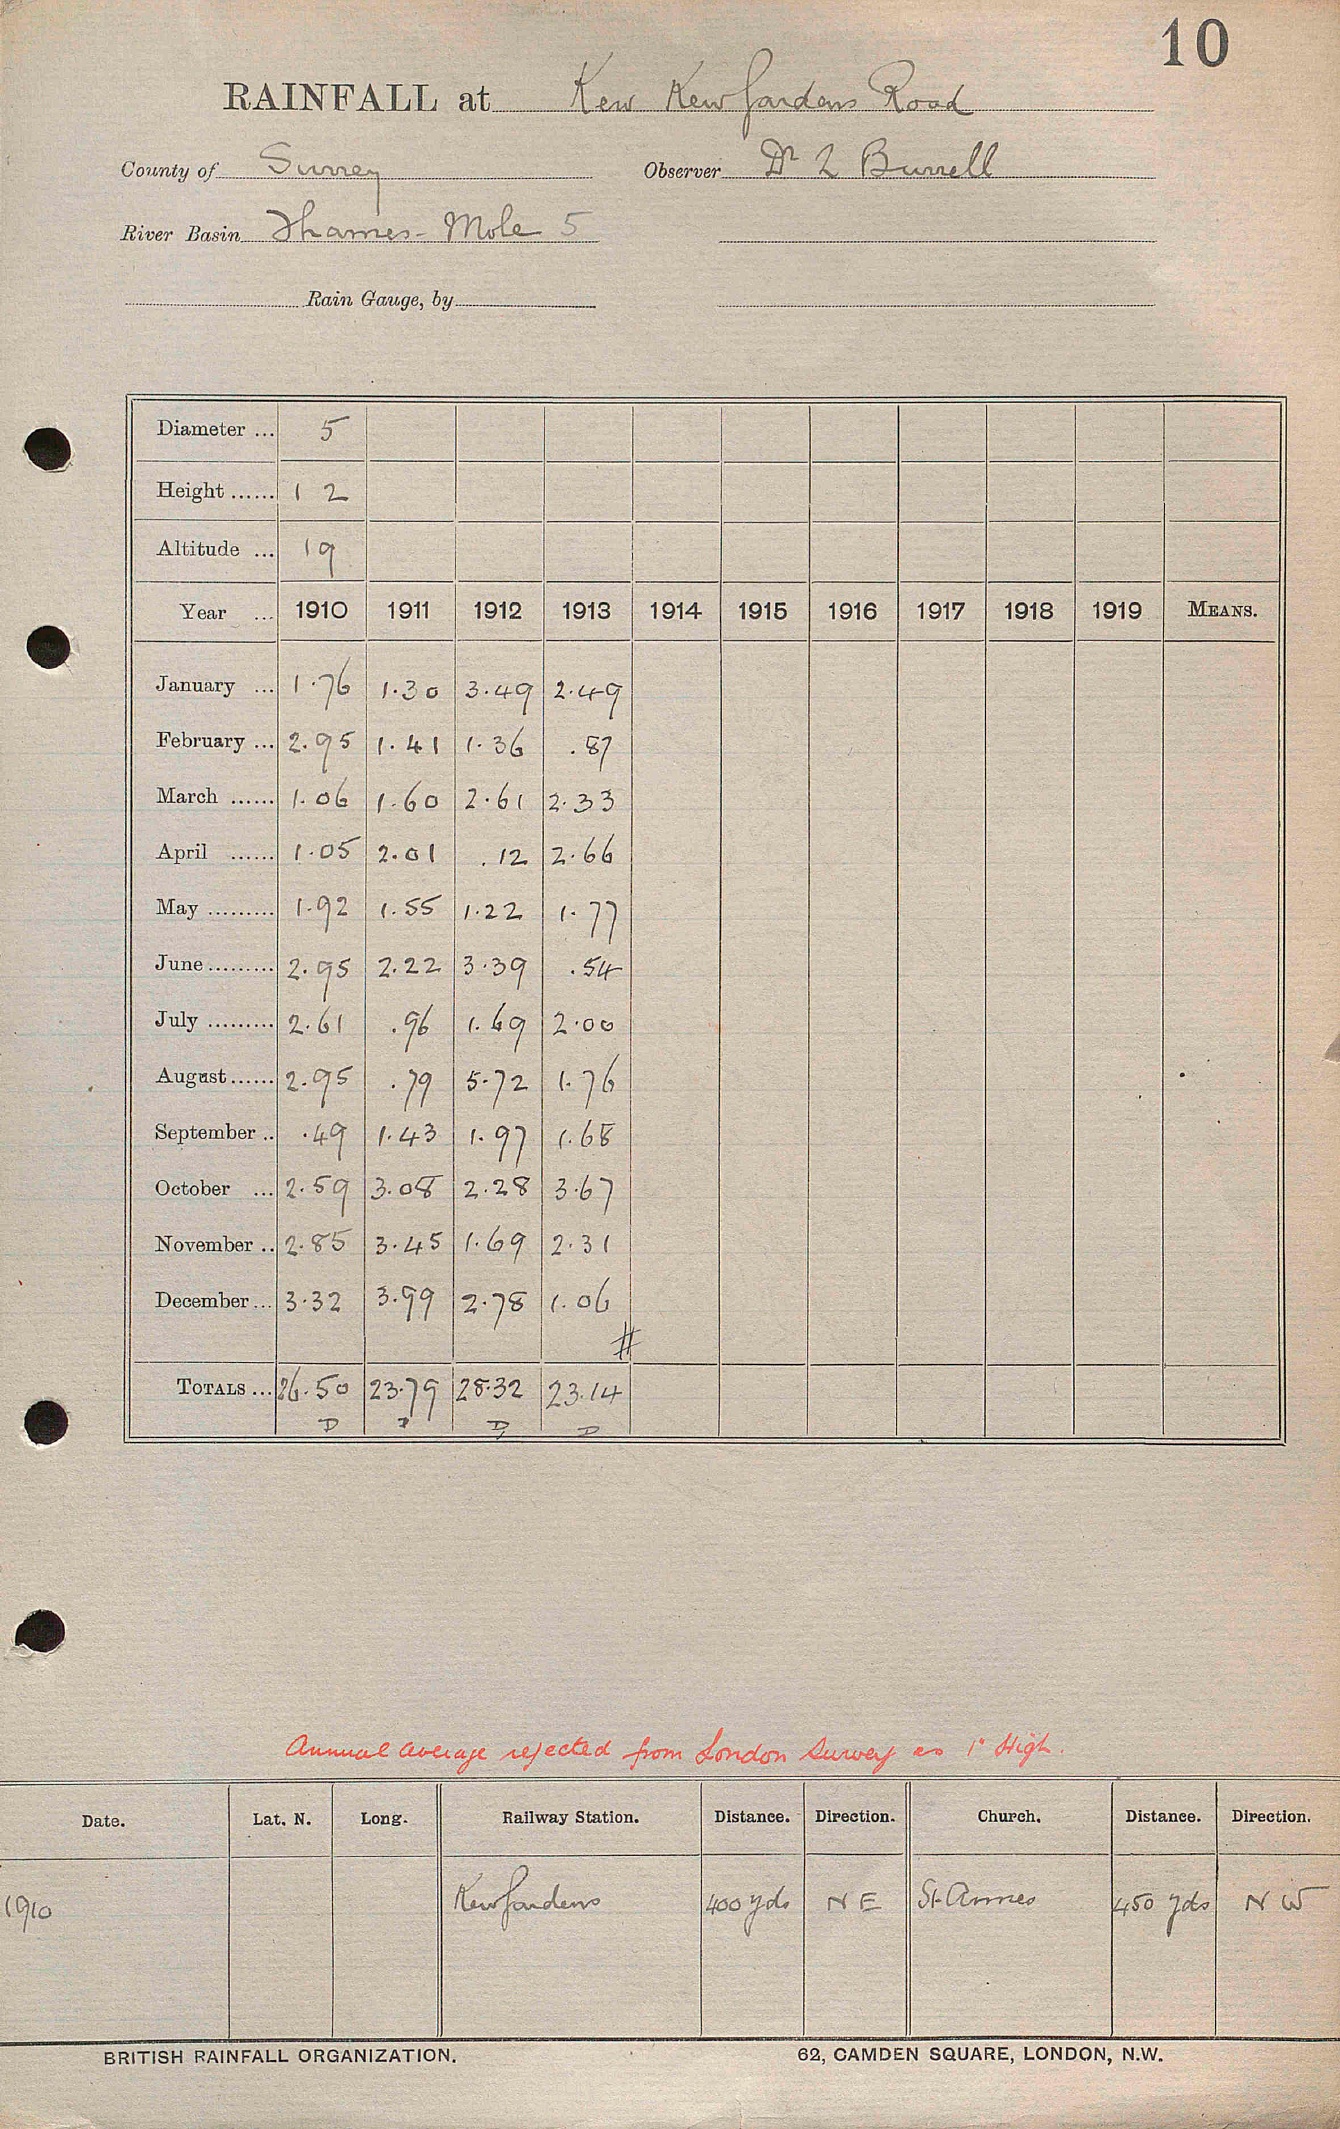 10
RAINFALL at Kew Kew Gardens Road
County of Surrey Observer Dr L Burrell
River Basin Thames - Mole 5
Rain Gauge, by
Diameter ... 5
Height ...... 12
Altitude ... 19
Year ... 1910 1911 1912 1913 1914 1915 1916 1917 1918 1919 MEANS.
January ... 1.76 1.30 3.49 2.49
February ... 2.95 1.41 1.36 .87
March ...... 1.06 1.60 2.61 2.33
April ...... 1.05 2.01 .12 2.66
May ......... 1.92 1.55 1.22 1.77
June ......... 2.95 2.22 3.39 .54
July ......... 2.61 .96 1.69 2.00
August ...... 2.95 .79 5.72 1.76
September .. .49 1.43 1.97 1.68
October ... 2.59 3.08 2.28 3.67
November .. 2.85 3.45 1.69 2.31
December ... 3.32 3.99 2.78 1.06
#
TOTALS ... 26.50 23.79 28.32 23.14
D D D
Annual average rejected from London Survey as 1" High.
Date. Lat. N. Long. Railway Station. Distance. Direction. Church. Distance. Direction.
1910 Kew Gardens 400 yds N E St Annes 450 yds N W
BRITISH RAINFALL ORGANIZATION. 62, CAMDEN SQUARE, LONDON, N.W.